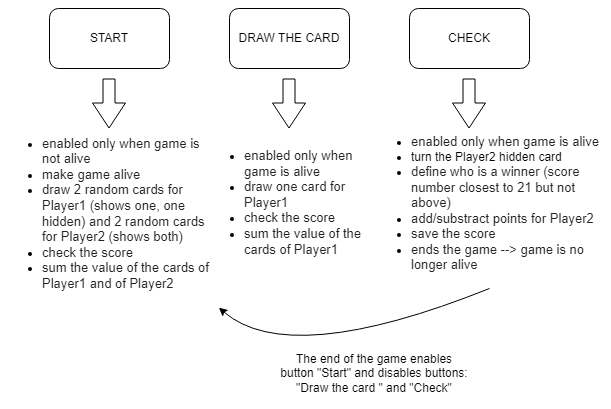 START
enabled only when game is
not alive
make game alive
draw 2 random cards for
Player1 (shows one, one
hidden) and 2 random cards
for Player2 (shows both)
check the score
sum the value of the cards of
Player1 and of Player2
DRAW THE CARD
enabled only when
game is alive
draw one card for
Player1
check the score
sum the value of the
cards of Player1
CHECK
enabled only when game is alive
turn the Player2 hidden card
define who is a winner (score
number closest to 21 but not
above)
add/substract points for Player2
save the score
ends the game --> game is no
longer alive
The end of the game enables
button "Start" and disables buttons:
"Draw the card " and "Check"